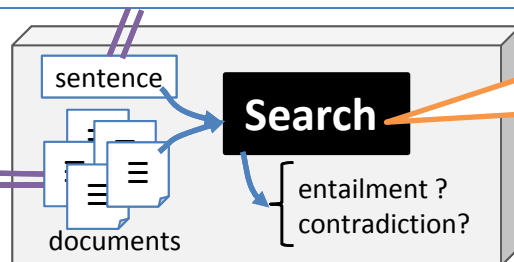 sentence
Search
documents
entailment ?
contradiction?